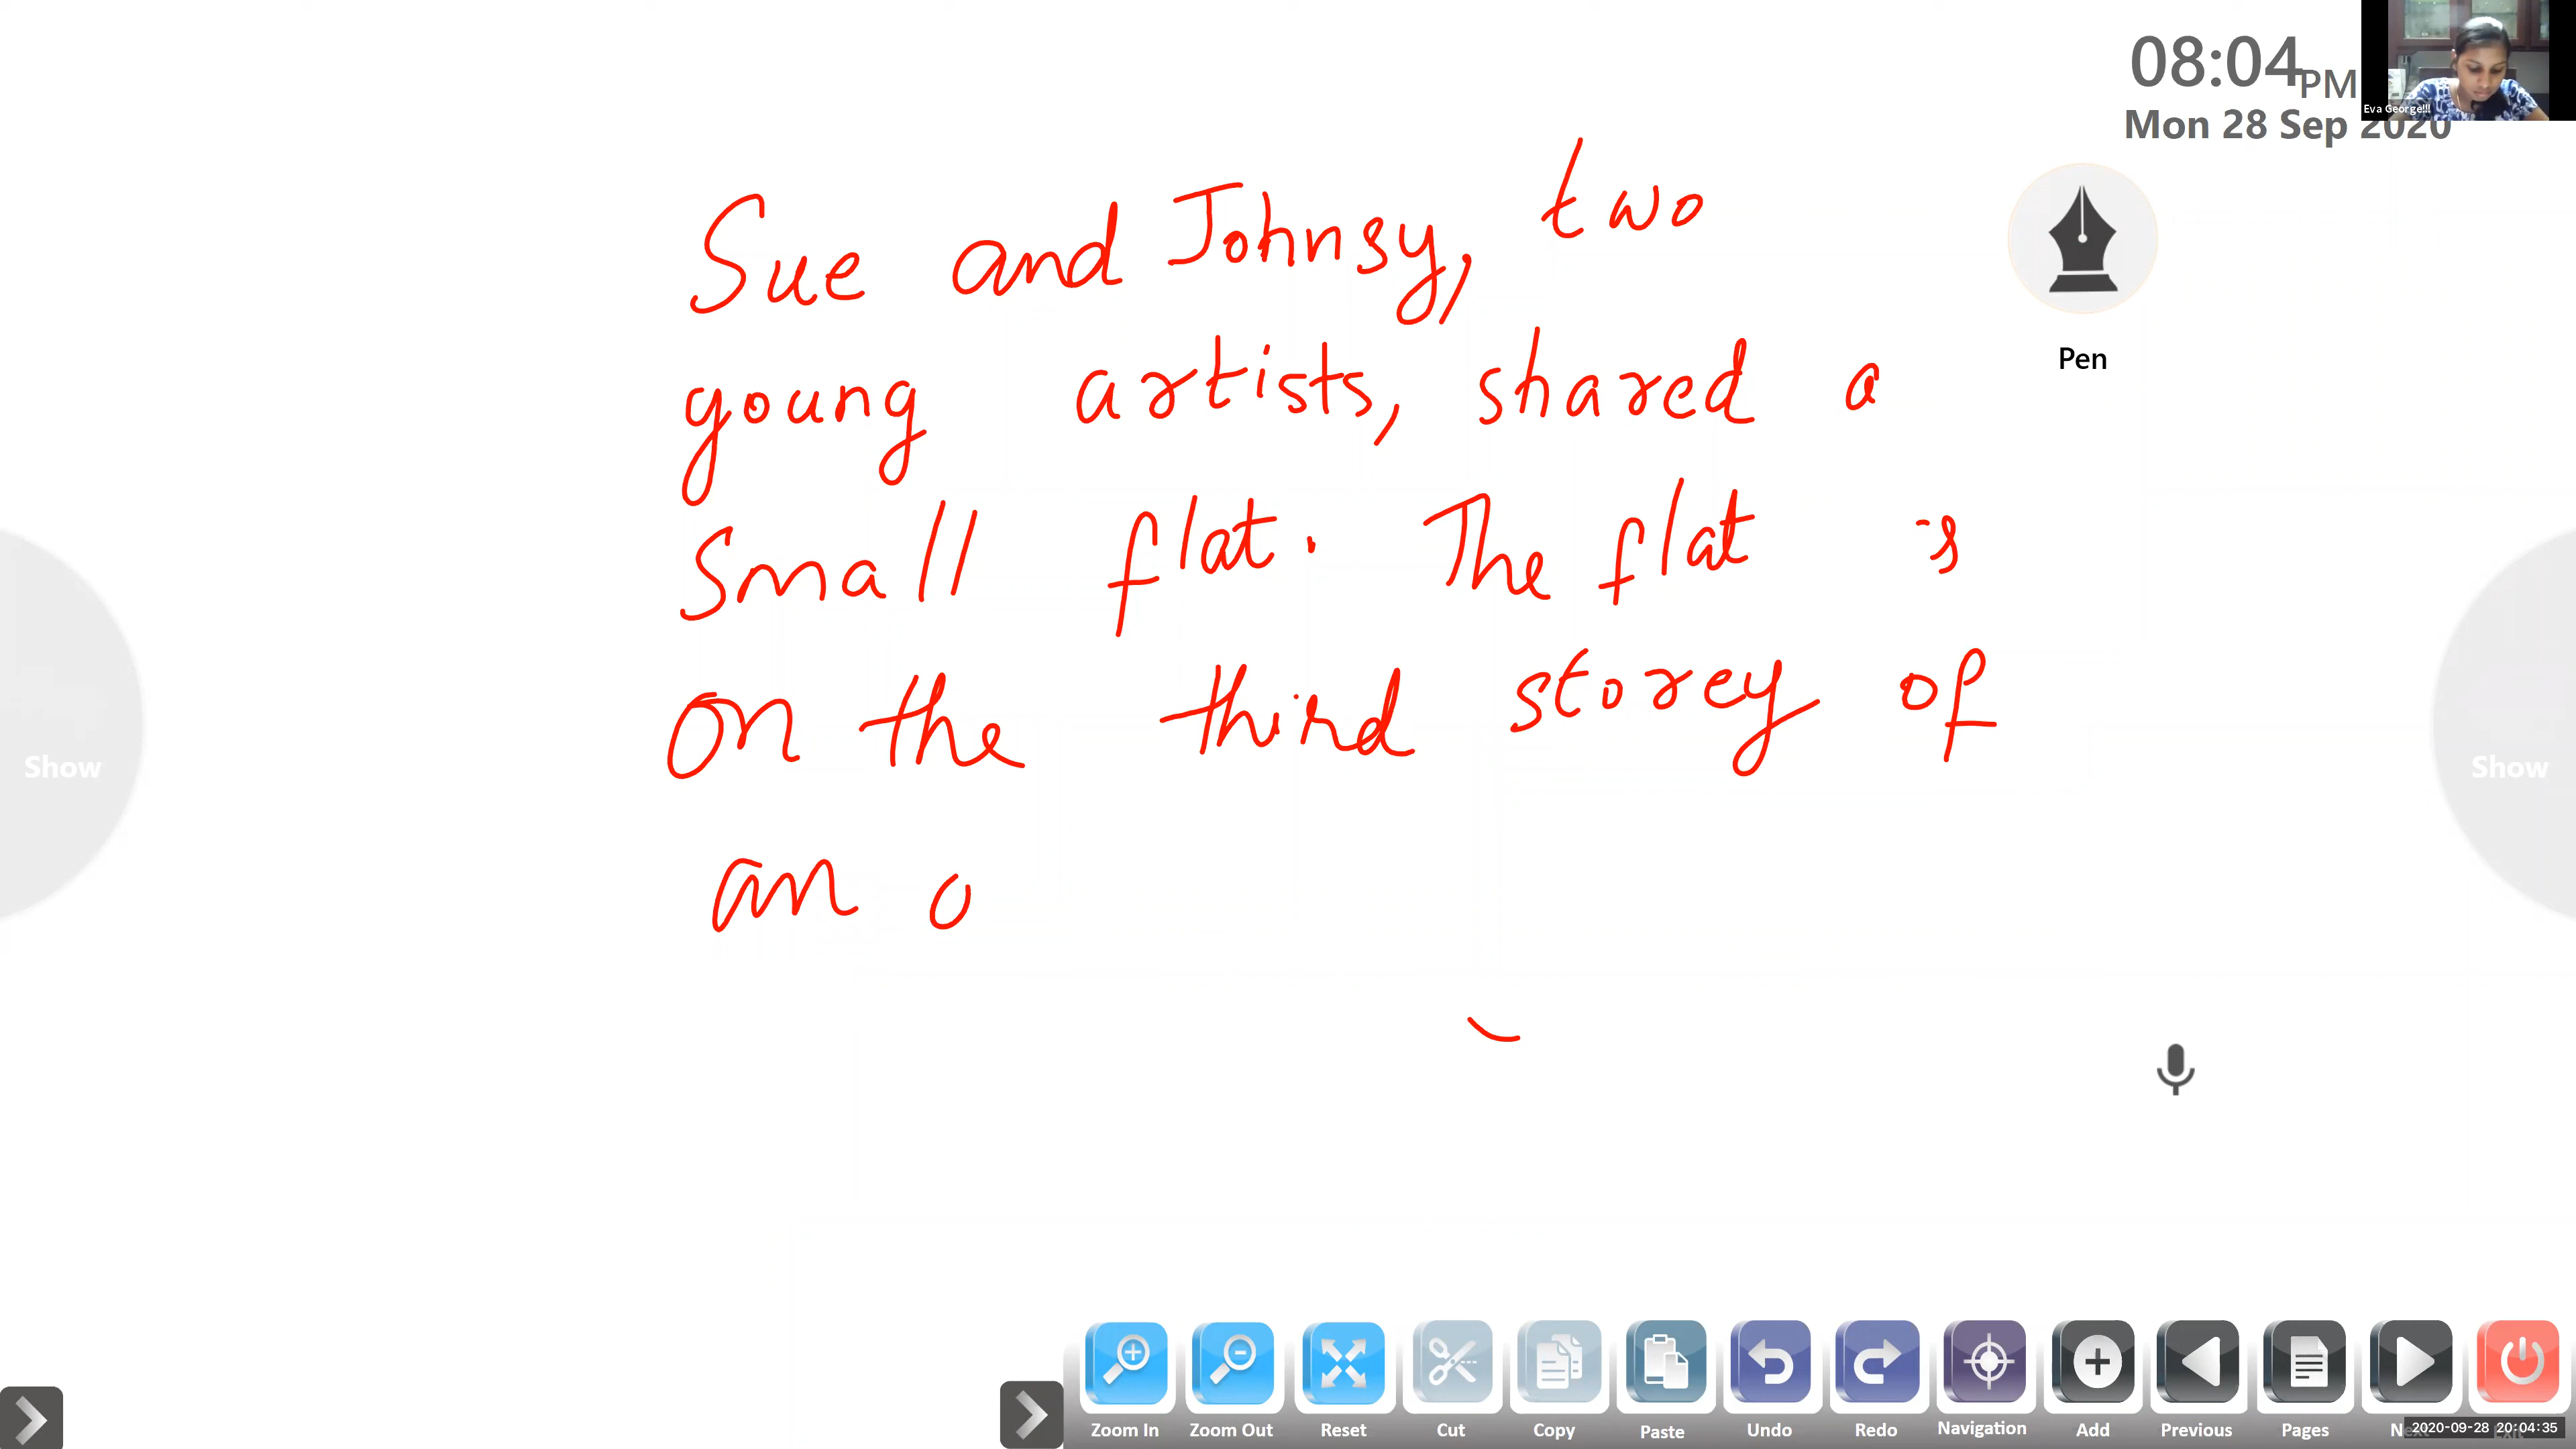 08:04 PM
Mon 28 Sep 2020
Eva George!!!
Pen
Sue and Johnsy, two
young artists, shared a
Small flat. The flat is
on the third storey of
an o
Show
Show
Zoom In Zoom Out Reset Cut Copy Paste Undo Redo Navigation Add Previous Pages
2020-09-28 20:04:35